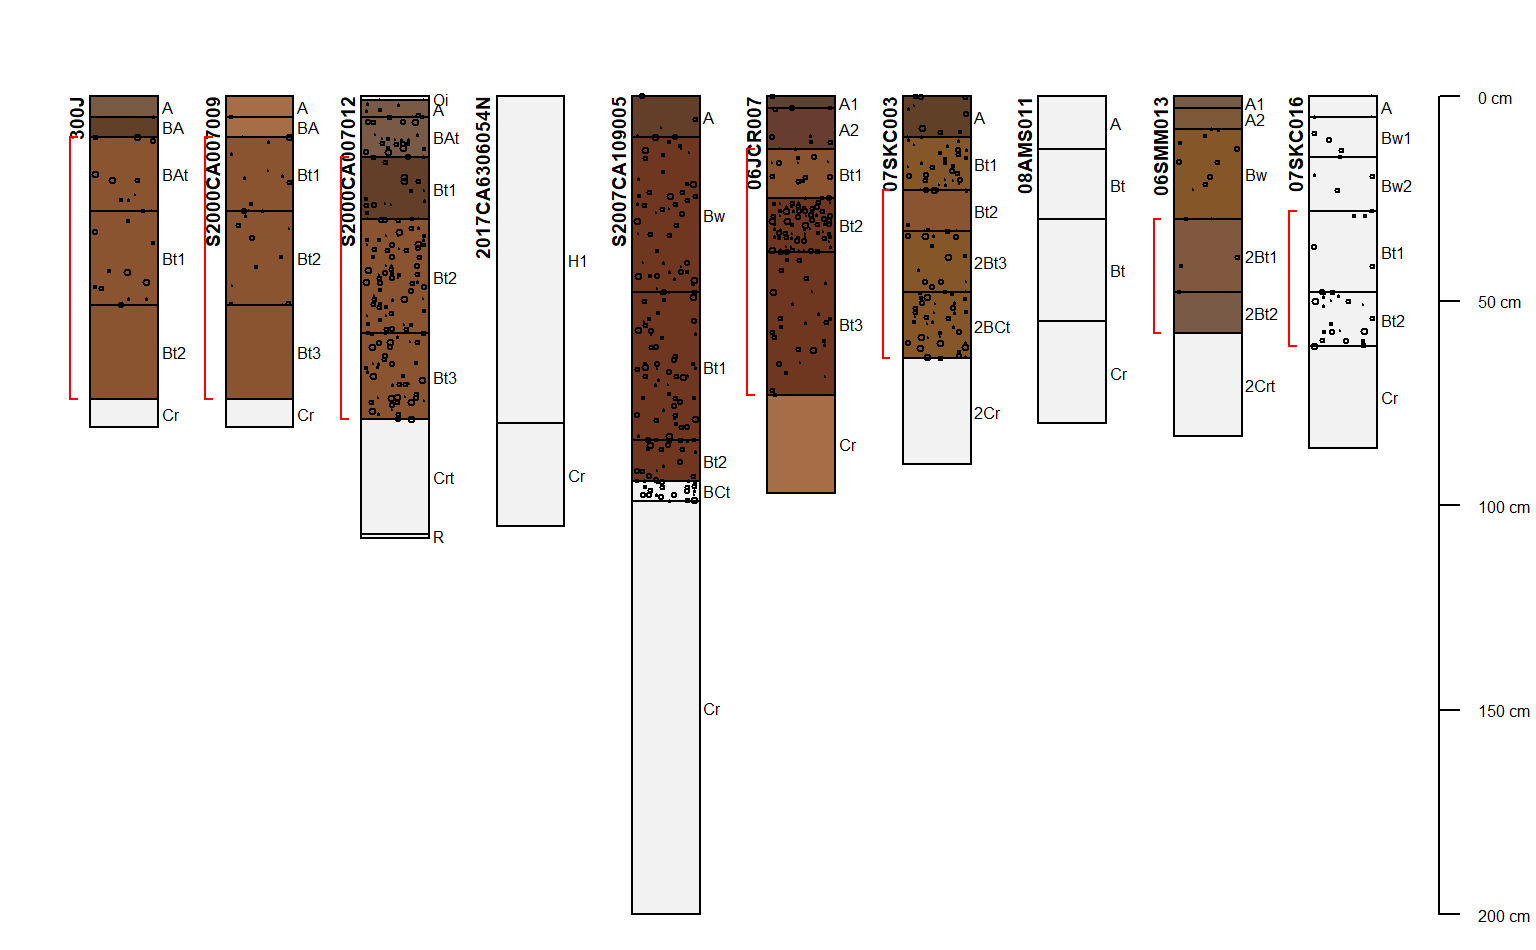 300J
A
BA
BAt
Bt1
Bt2
Cr
S2000CA007009
A
BA
Bt1
Bt2
Bt3
Cr
S2000CA007012
Oi
A
BAt
Bt1
Bt2
Bt3
Crt
R
2017CA6306054N
H1
Cr
S2007CA109005
A
Bw
Bt1
Bt2
BCt
Cr
06JCR007
A1
A2
Bt1
Bt2
Bt3
Cr
07SKC003
A
Bt1
Bt2
2Bt3
2BCt
2Cr
08AMS011
A
Bt
Bt
Cr
06SMM013
A1
A2
Bw
2Bt1
2Bt2
2Crt
07SKC016
A
Bw1
Bw2
Bt1
Bt2
Cr
0 cm
50 cm
100 cm
150 cm
200 cm